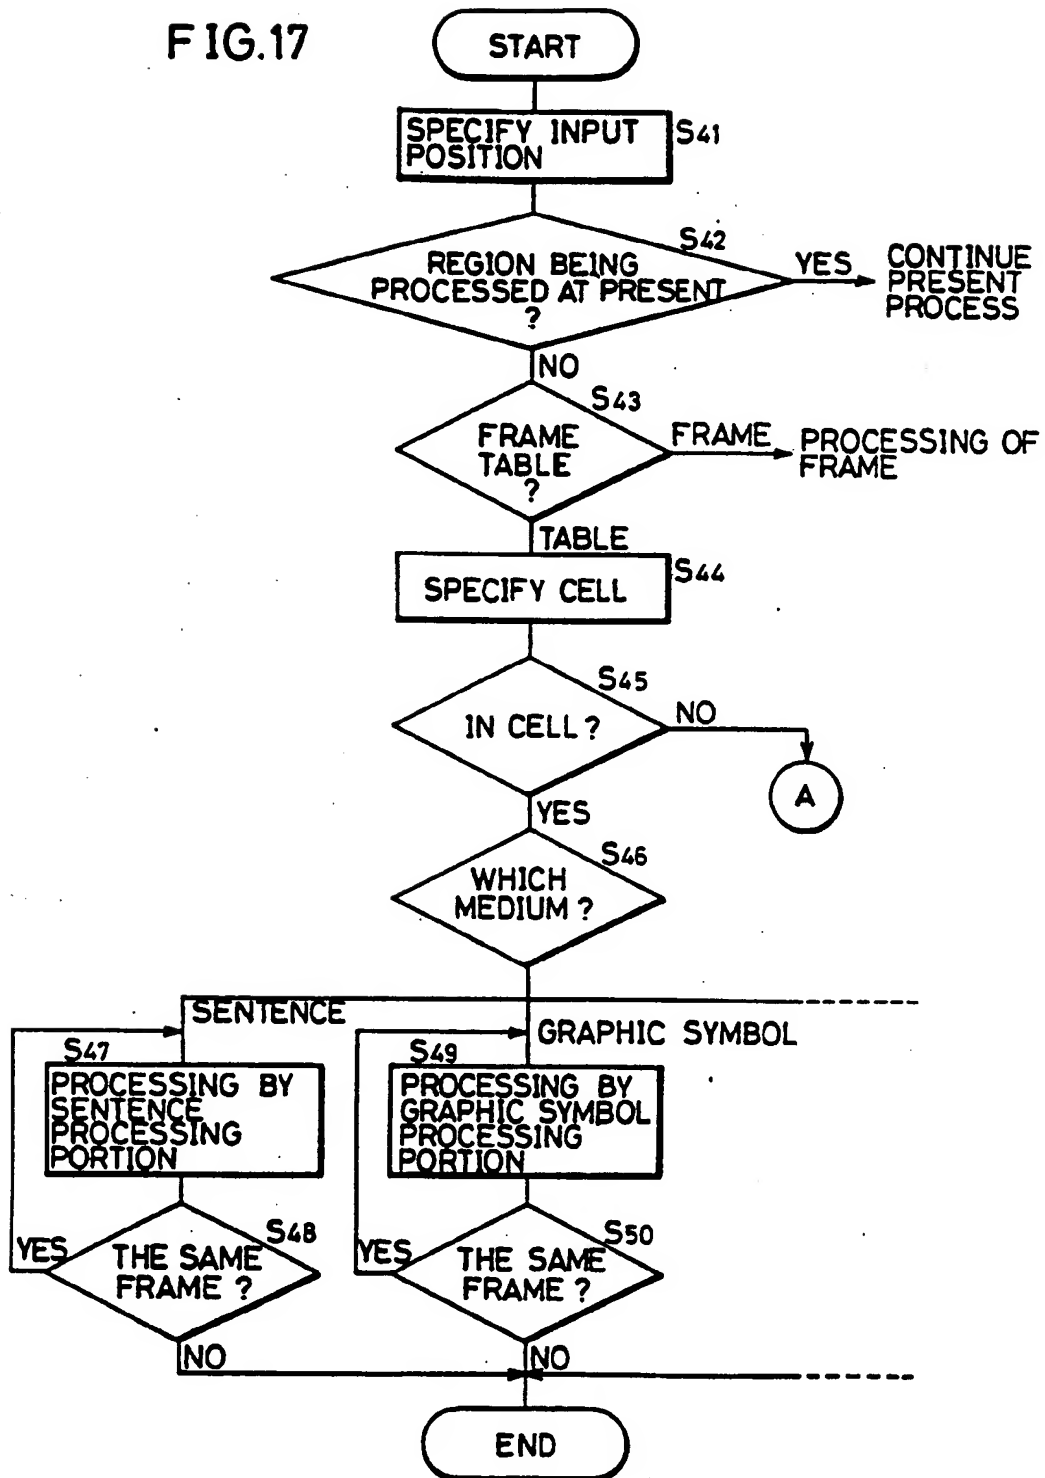 FIG.17
START
SPECIFY INPUT
POSITION
S41
S42
REGION BEING
PROCESSED AT PRESENT
?
YES
CONTINUE
PRESENT
PROCESS
NO
S43
FRAME
TABLE
?
FRAME
PROCESSING OF
FRAME
TABLE
S44
SPECIFY CELL
S45
IN CELL ?
NO
A
YES
S46
WHICH
MEDIUM ?
SENTENCE
GRAPHIC SYMBOL
S47
PROCESSING BY
SENTENCE
PROCESSING
PORTION
S49
PROCESSING BY
GRAPHIC SYMBOL
PROCESSING
PORTION
S48
YES
THE SAME
FRAME ?
NO
S50
YES
THE SAME
FRAME ?
NO
END